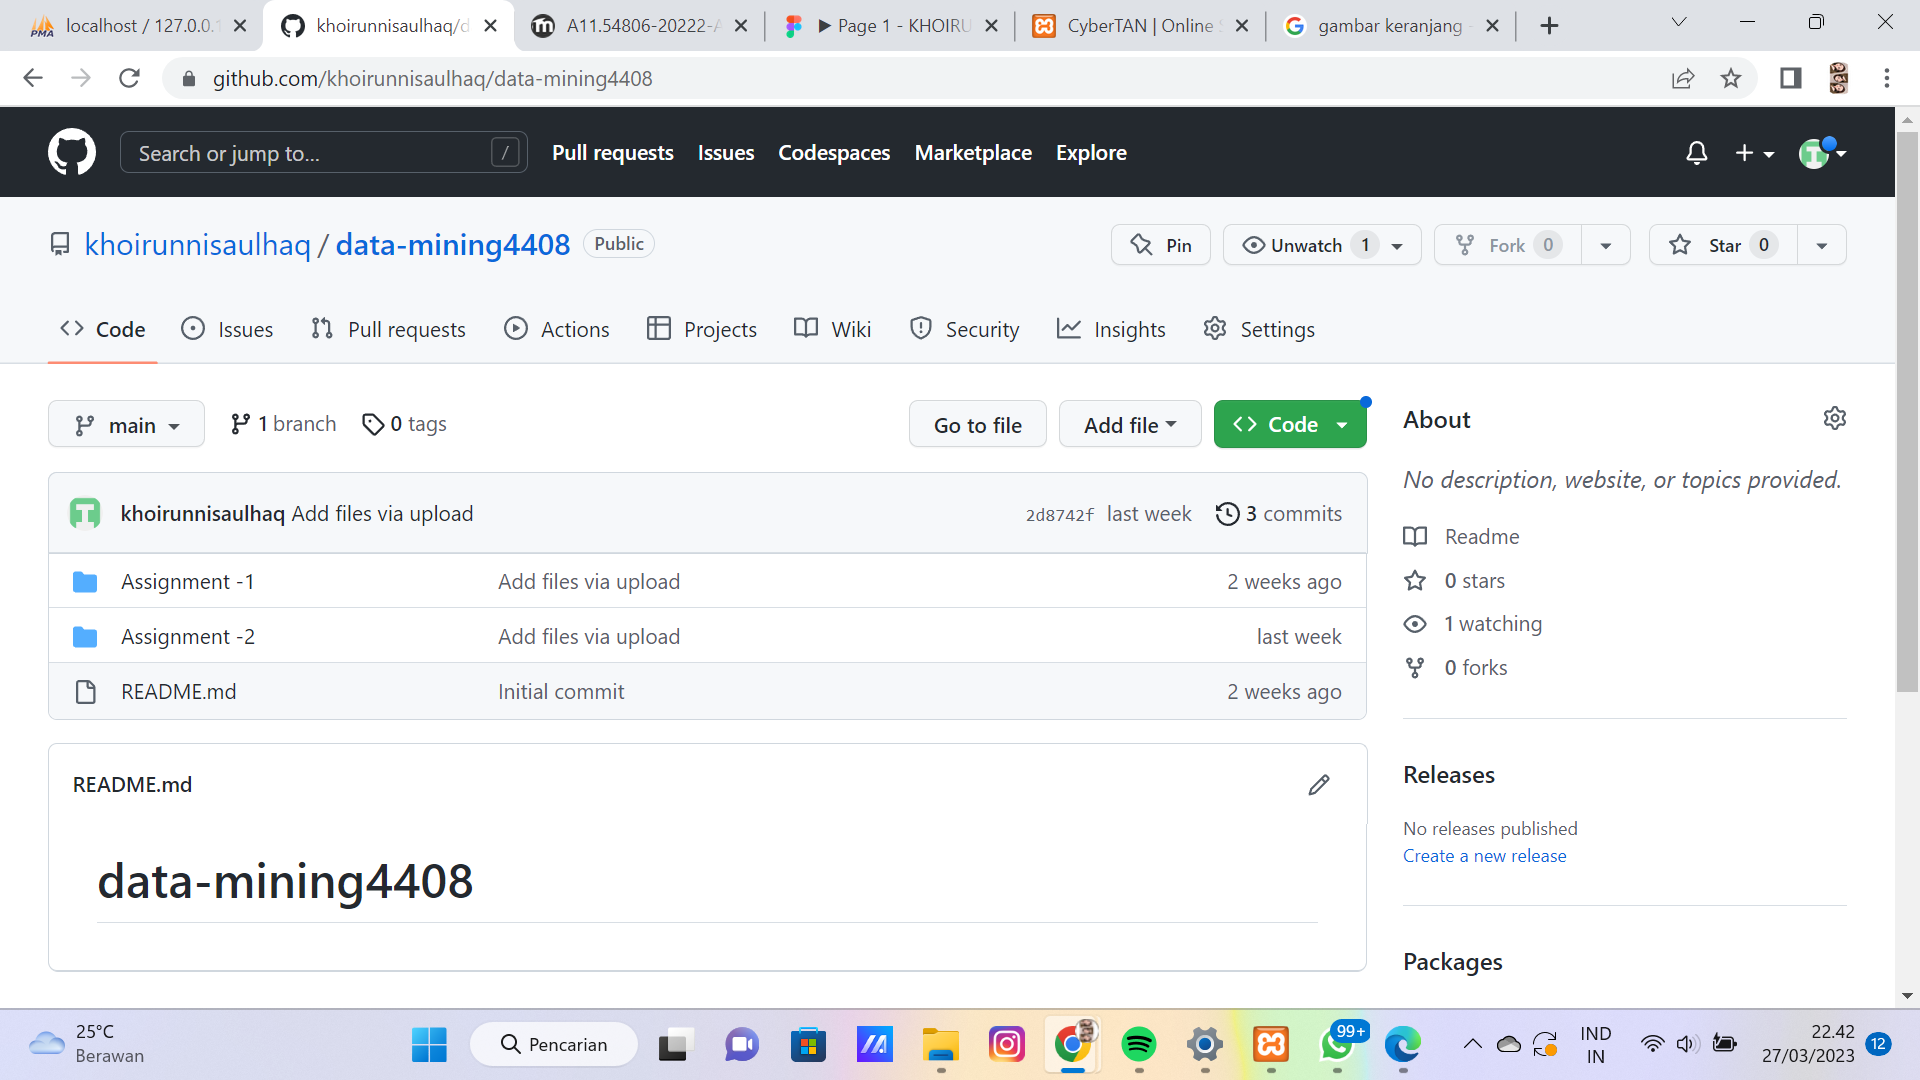 localhost / 127.0.0.1
khoirunnisaulhaq/d
A11.54806-20222-A
Page 1 - KHOIRU
CyberTAN | Online S
gambar keranjang
github.com/khoirunnisaulhaq/data-mining4408
Search or jump to... /
Pull requests Issues Codespaces Marketplace Explore
khoirunnisaulhaq / data-mining4408 Public
Pin Unwatch 1 Fork 0 Star 0
Code Issues Pull requests Actions Projects Wiki Security Insights Settings
main 1 branch 0 tags Go to file Add file Code
khoirunnisaulhaq Add files via upload 2d8742f last week 3 commits
Assignment -1 Add files via upload 2 weeks ago
Assignment -2 Add files via upload last week
README.md Initial commit 2 weeks ago
README.md
data-mining4408
About
No description, website, or topics provided.
Readme
0 stars
1 watching
0 forks
Releases
No releases published
Create a new release
Packages
25°C
Berawan
Pencarian
99+
IND
IN
22.42
27/03/2023
12